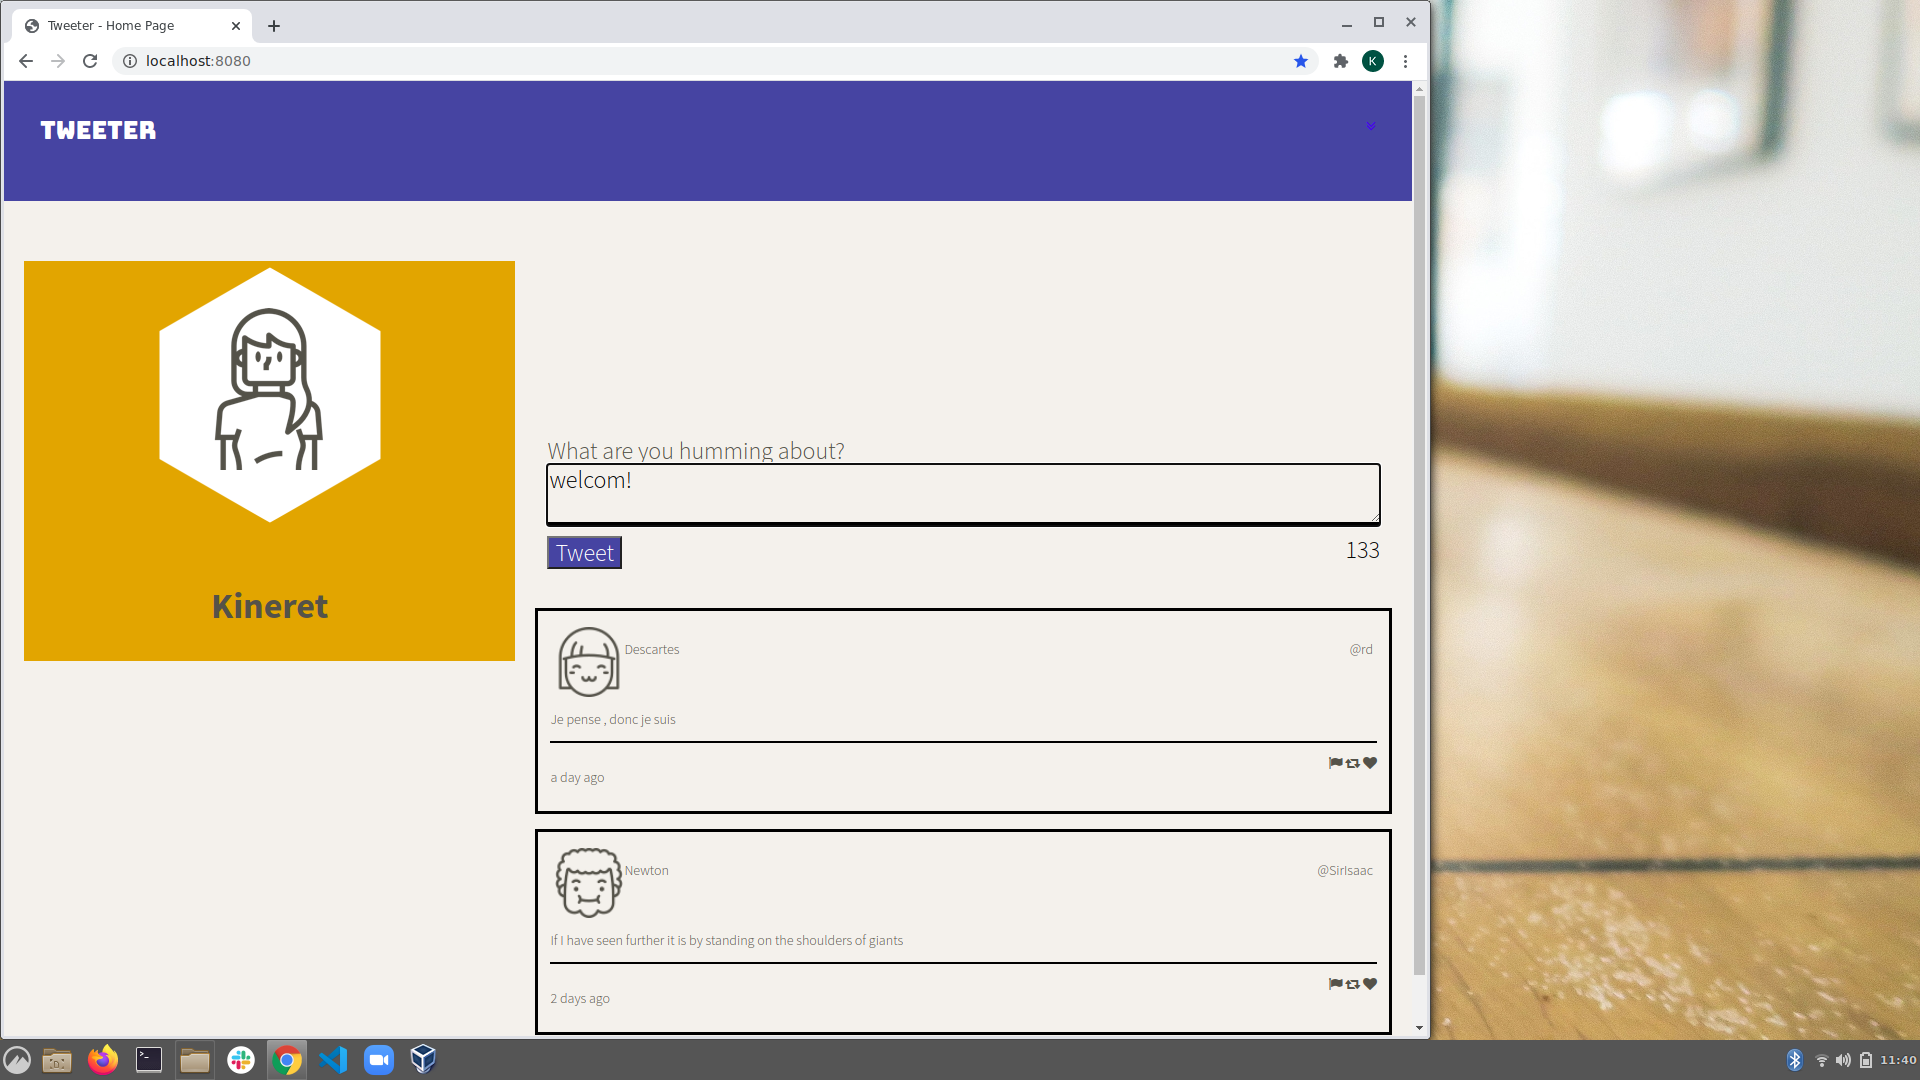 Tweeter - Home Page
localhost:8080
K
TWEETER
Kineret
What are you humming about?
welcom!
Tweet
133
Descartes
@rd
Je pense , donc je suis
a day ago
Newton
@SirIsaac
If I have seen further it is by standing on the shoulders of giants
2 days ago
11:40